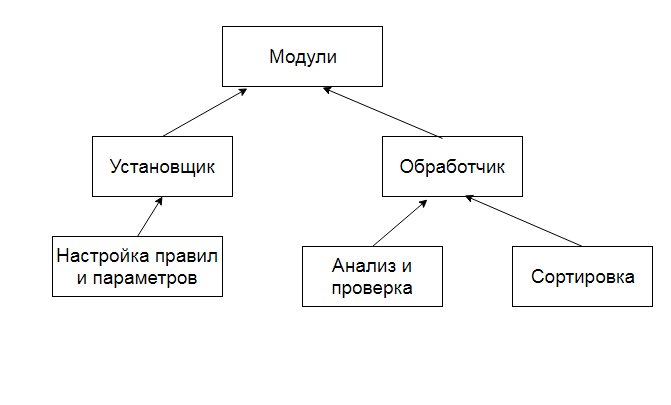 Модули
Установщик
Обработчик
Настройка правил
и параметров
Анализ и
проверка
Сортировка